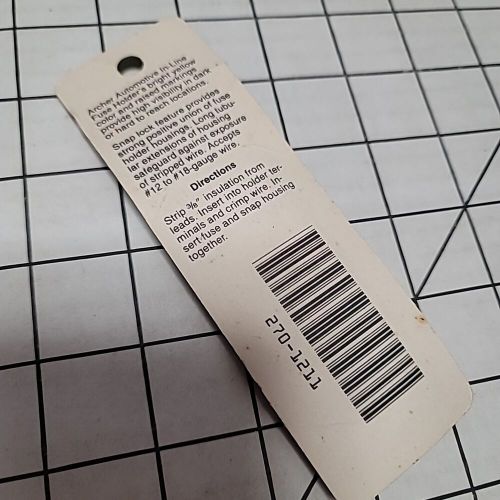 Archer Automotive In-Line
Fuse Holder's bright yellow
color and raised markings
provide high visibility in dark
or hard to reach locations.
Snap lock feature provides
strong positive union of fuse
holder housings. Long tubu-
lar extensions of housing
safeguard against exposure
of stripped wire. Accepts
#12 to #18-gauge wire.
Directions
Strip 3/8" insulation from
leads. Insert into holder ter-
minals and crimp wire. In-
sert fuse and snap housing
together.
270-1211